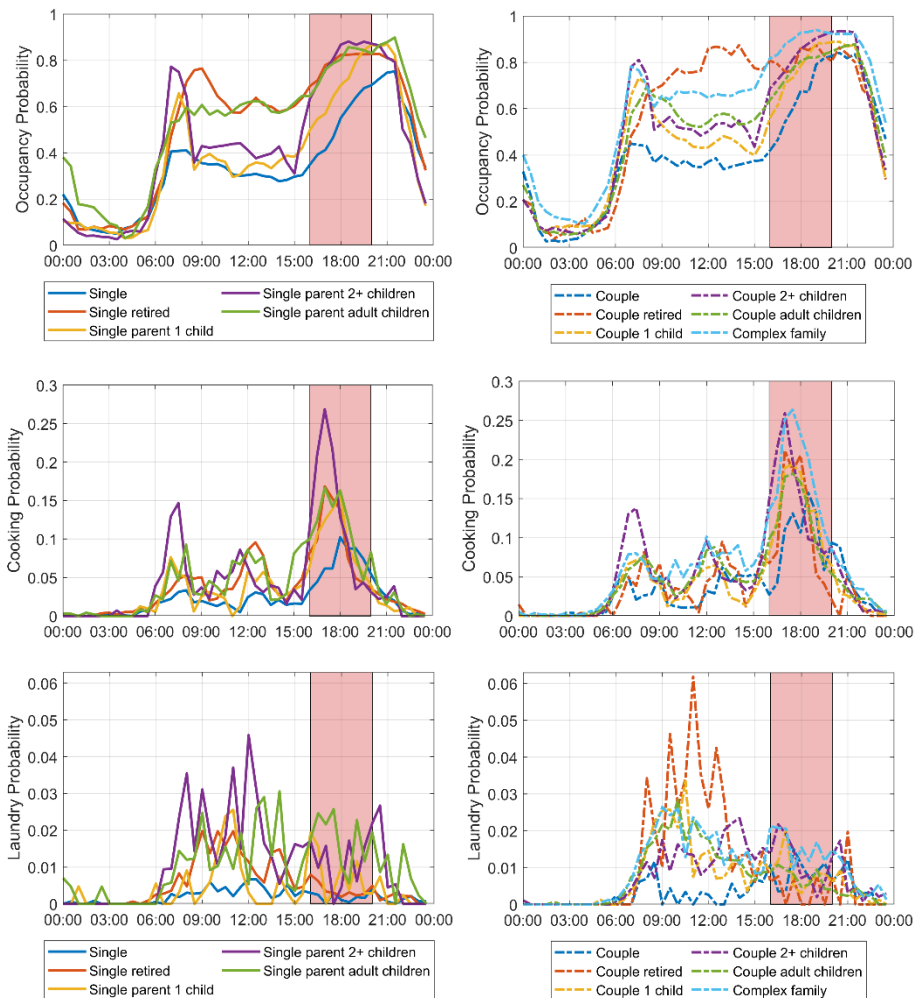 1
0.8
0.6
0.4
0.2
0
Occupancy Probability
00:00 03:00 06:00 09:00 12:00 15:00 18:00 21:00 00:00
Single
Single retired
Single parent 1 child
Single parent 2+ children
Single parent adult children
1
0.8
0.6
0.4
0.2
0
Occupancy Probability
00:00 03:00 06:00 09:00 12:00 15:00 18:00 21:00 00:00
Couple
Couple retired
Couple 1 child
Couple 2+ children
Couple adult children
Complex family
0.3
0.25
0.2
0.15
0.1
0.05
0
Cooking Probability
00:00 03:00 06:00 09:00 12:00 15:00 18:00 21:00 00:00
0.3
0.25
0.2
0.15
0.1
0.05
0
Cooking Probability
00:00 03:00 06:00 09:00 12:00 15:00 18:00 21:00 00:00
0.06
0.05
0.04
0.03
0.02
0.01
0
Laundry Probability
00:00 03:00 06:00 09:00 12:00 15:00 18:00 21:00 00:00
Single
Single retired
Single parent 1 child
Single parent 2+ children
Single parent adult children
0.06
0.05
0.04
0.03
0.02
0.01
0
Laundry Probability
00:00 03:00 06:00 09:00 12:00 15:00 18:00 21:00 00:00
Couple
Couple retired
Couple 1 child
Couple 2+ children
Couple adult children
Complex family